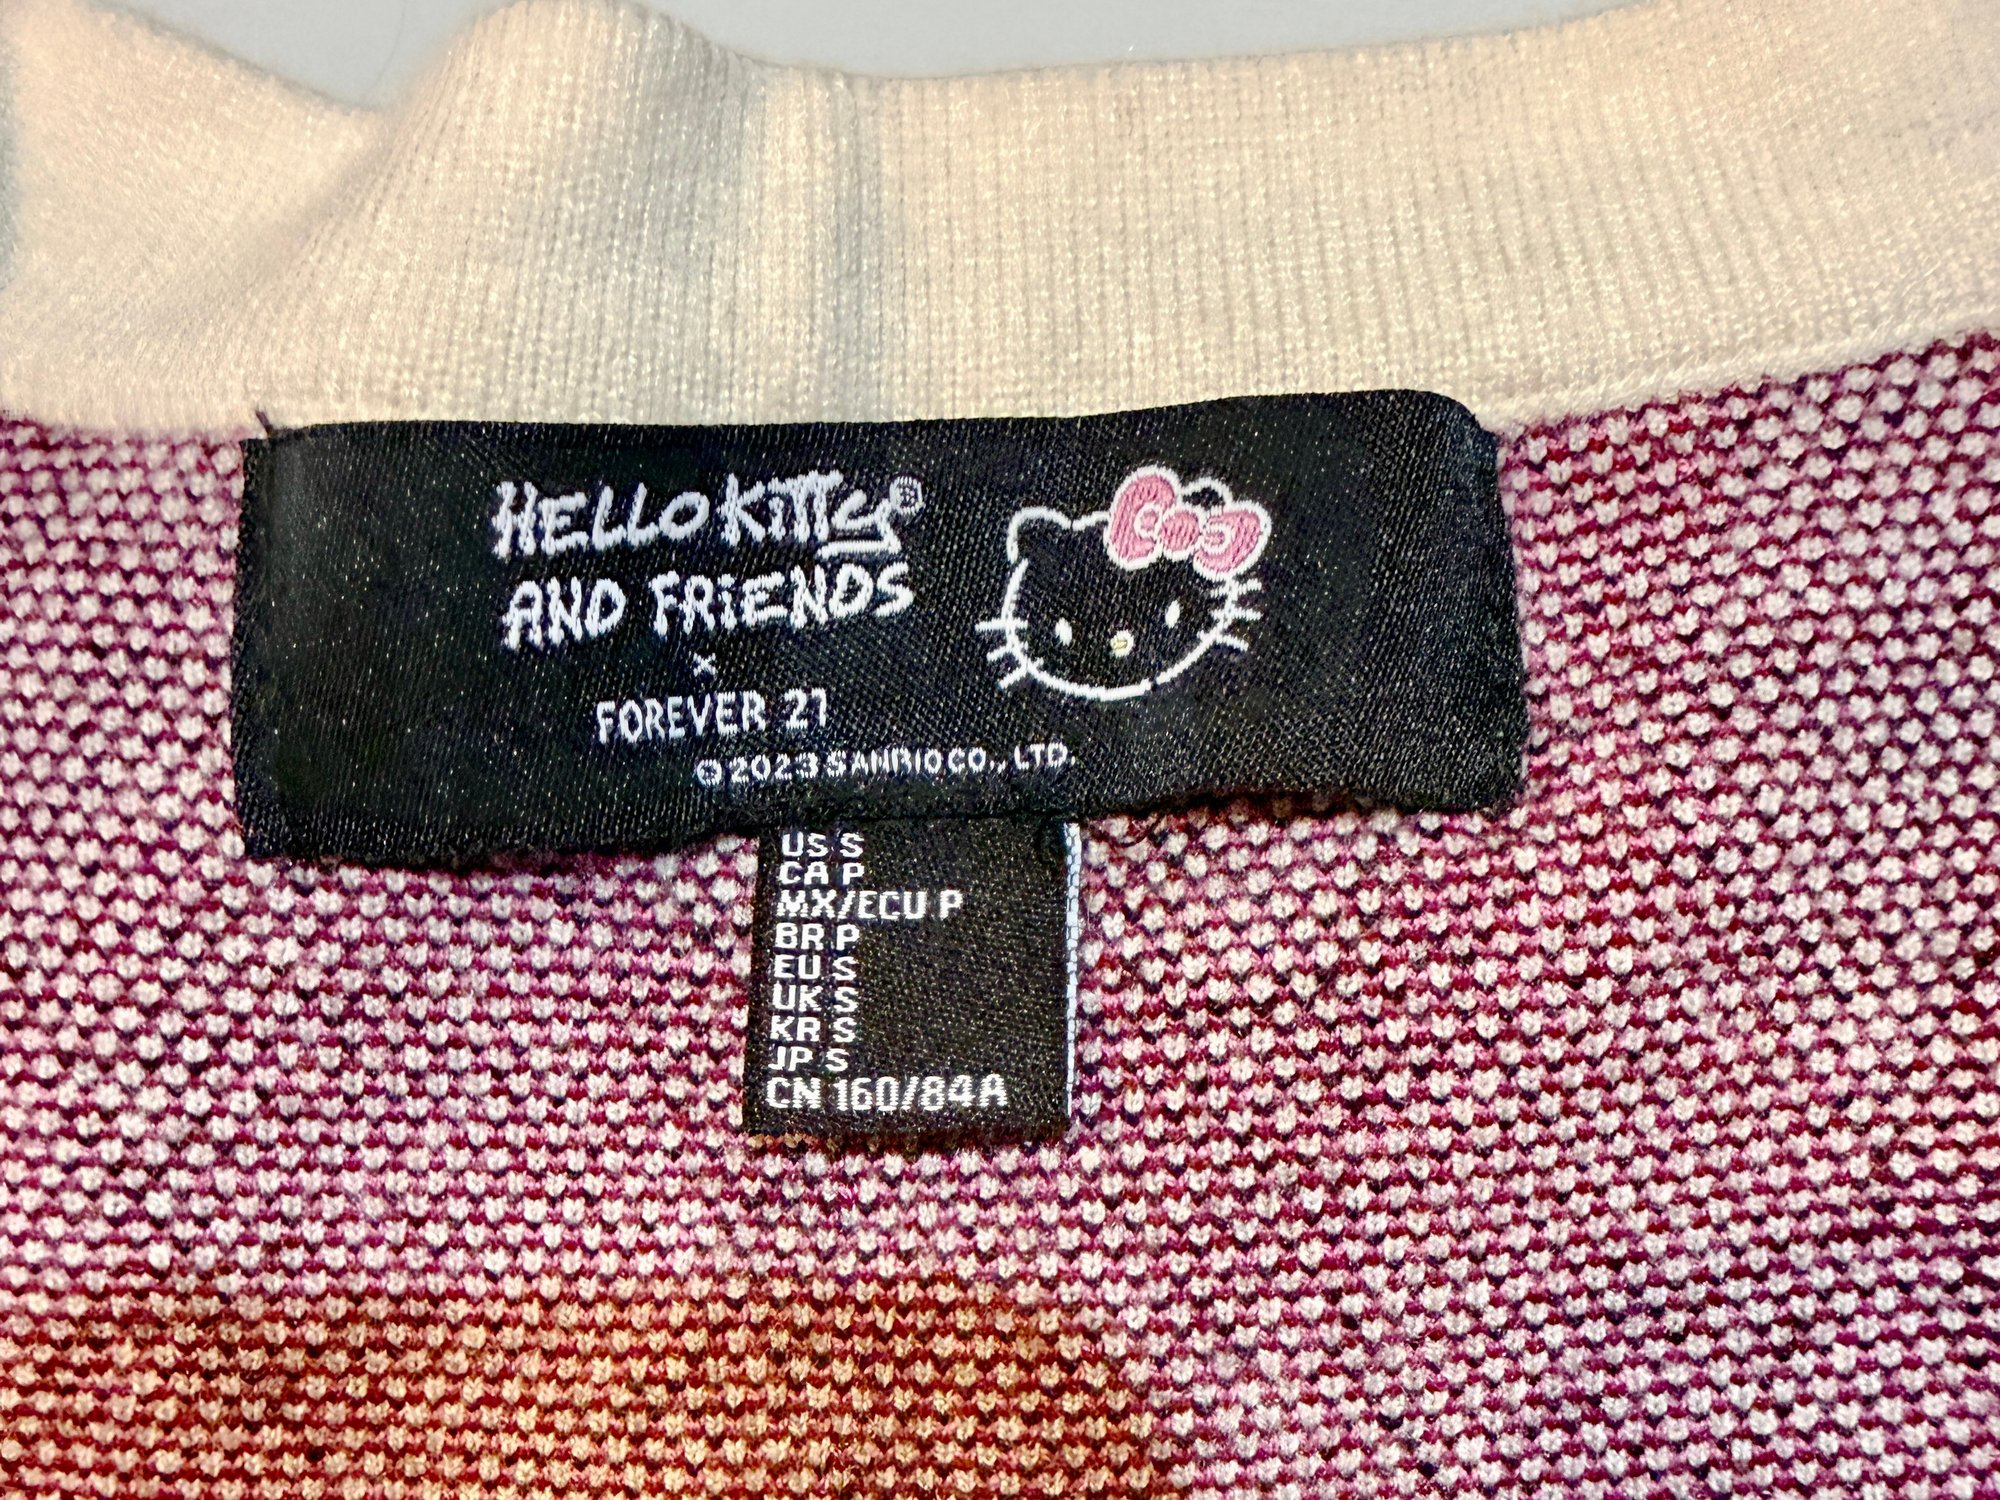 HELLO KITTY®
AND FRIENDS
x
FOREVER 21
©2023 SANRIO CO., LTD.
US S
CA P
MX/ECU P
BR P
EU S
UK S
KR S
JP S
CN 160/84A